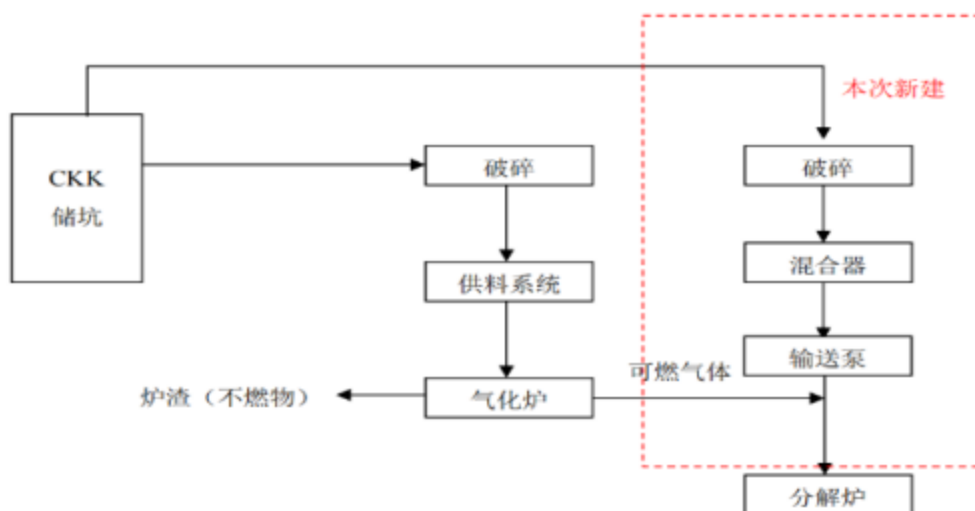 本次新建
CKK
储坑
破碎
破碎
供料系统
混合器
输送泵
可燃气体
炉渣（不燃物）
气化炉
分解炉